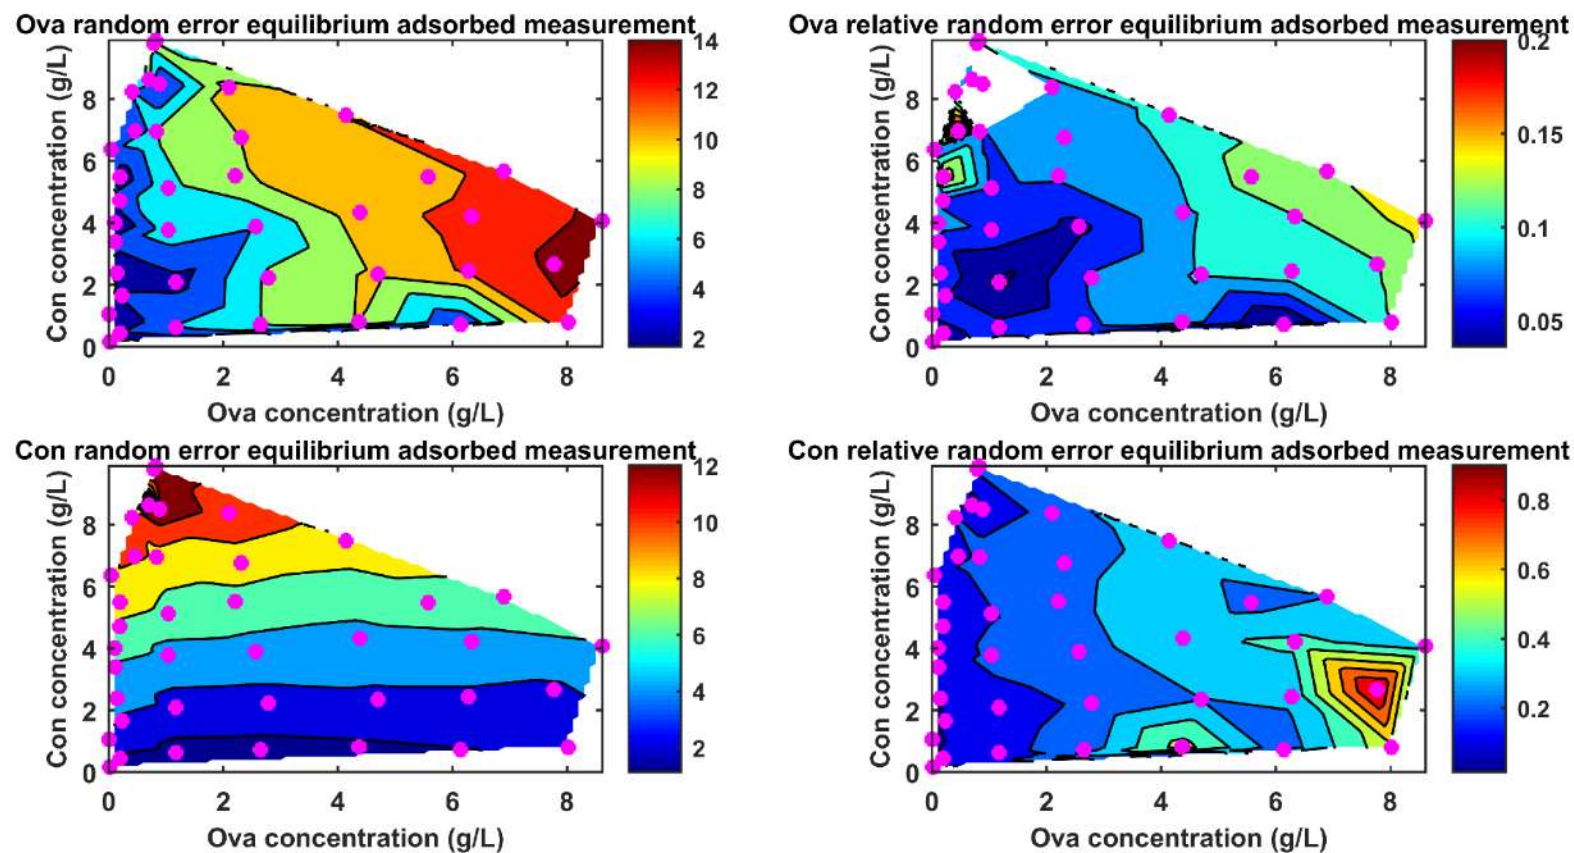 Ova random error equilibrium adsorbed measurement
Con concentration (g/L)
8
6
4
2
0
0 2 4 6 8
Ova concentration (g/L)
14
12
10
8
6
4
2
Ova relative random error equilibrium adsorbed measurement
Con concentration (g/L)
8
6
4
2
0
0 2 4 6 8
Ova concentration (g/L)
0.2
0.15
0.1
0.05
Con random error equilibrium adsorbed measurement
Con concentration (g/L)
8
6
4
2
0
0 2 4 6 8
Ova concentration (g/L)
12
10
8
6
4
2
Con relative random error equilibrium adsorbed measurement
Con concentration (g/L)
8
6
4
2
0
0 2 4 6 8
Ova concentration (g/L)
0.8
0.6
0.4
0.2